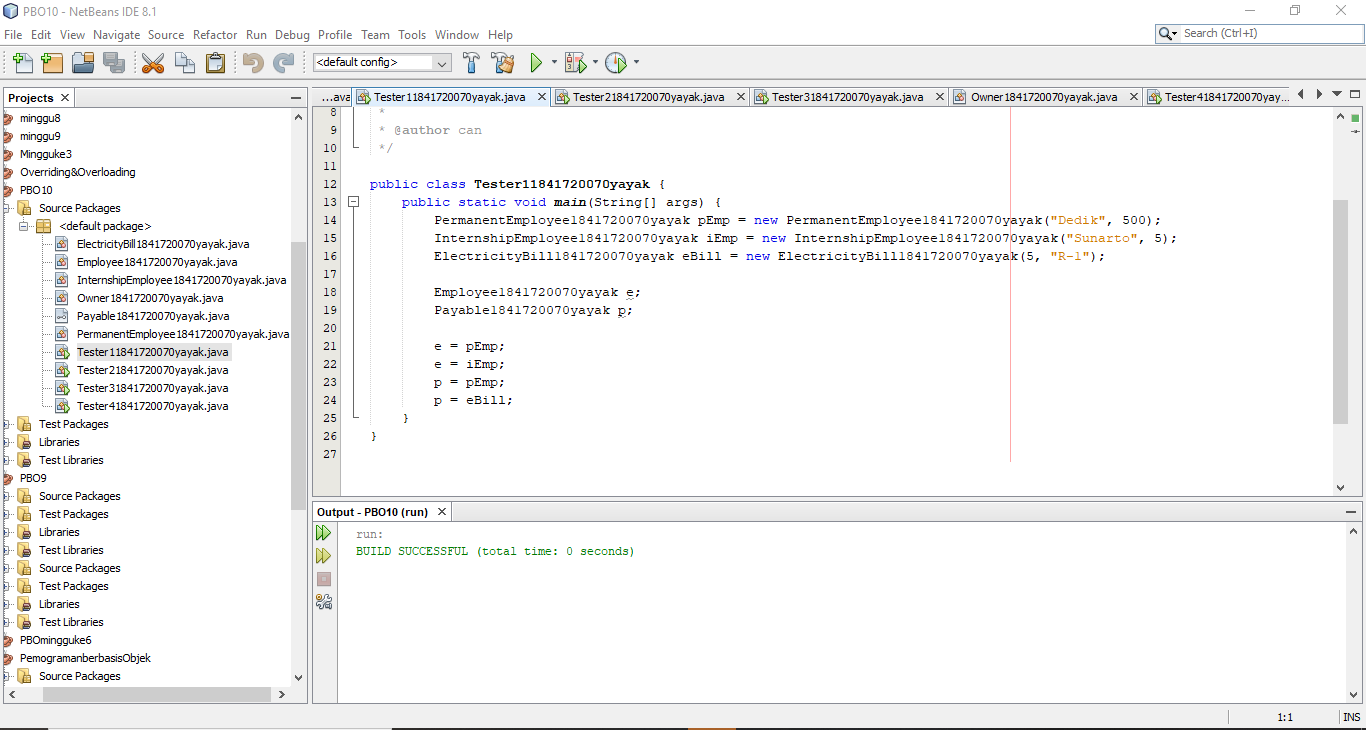 PBO10 - NetBeans IDE 8.1
File Edit View Navigate Source Refactor Run Debug Profile Team Tools Window Help
Search (Ctrl+I)
<default config>
Projects
...ava Tester11841720070yayak.java Tester21841720070yayak.java Tester31841720070yayak.java Owner1841720070yayak.java Tester41841720070yay...
minggu8
minggu9
Mingguke3
Overriding&Overloading
PBO10
Source Packages
<default package>
ElectricityBill1841720070yayak.java
Employee1841720070yayak.java
InternshipEmployee1841720070yayak.java
Owner1841720070yayak.java
Payable1841720070yayak.java
PermanentEmployee1841720070yayak.java
Tester11841720070yayak.java
Tester21841720070yayak.java
Tester31841720070yayak.java
Tester41841720070yayak.java
Test Packages
Libraries
Test Libraries
PBO9
Source Packages
Test Packages
Libraries
Test Libraries
Source Packages
Test Packages
Libraries
Test Libraries
PBOmingguke6
PemogramanberbasisObjek
Source Packages
8 *
9 * @author can
10 */
11
12 public class Tester11841720070yayak {
13 public static void main(String[] args) {
14 PermanentEmployee1841720070yayak pEmp = new PermanentEmployee1841720070yayak("Dedik", 500);
15 InternshipEmployee1841720070yayak iEmp = new InternshipEmployee1841720070yayak("Sunarto", 5);
16 ElectricityBill1841720070yayak eBill = new ElectricityBill1841720070yayak(5, "R-1");
17
18 Employee1841720070yayak e;
19 Payable1841720070yayak p;
20
21 e = pEmp;
22 e = iEmp;
23 p = pEmp;
24 p = eBill;
25 }
26 }
27
Output - PBO10 (run)
run:
BUILD SUCCESSFUL (total time: 0 seconds)
1:1 INS